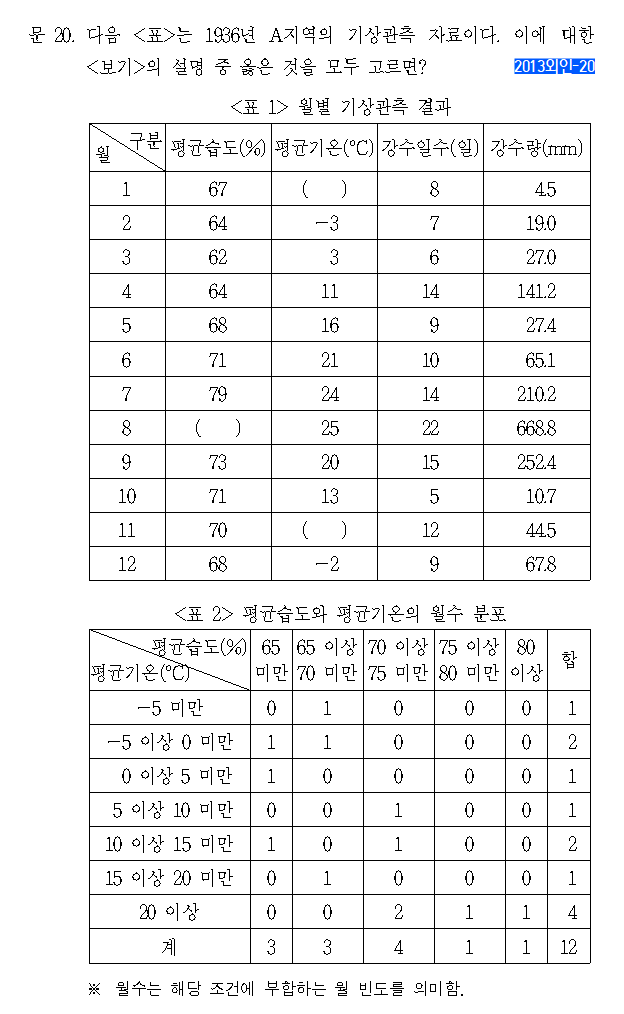 문 20. 다음 <표>는 1936년 A지역의 기상관측 자료이다. 이에 대한
<보기>의 설명 중 옳은 것을 모두 고르면? 2013외인-20
<표 1> 월별 기상관측 결과
월 구분 평균습도(%) 평균기온(℃) 강수일수(일) 강수량(mm)
1 67 ( ) 8 4.5
2 64 -3 7 19.0
3 62 3 6 27.0
4 64 11 14 141.2
5 68 16 9 27.4
6 71 21 10 65.1
7 79 24 14 210.2
8 ( ) 25 22 668.8
9 73 20 15 252.4
10 71 13 5 10.7
11 70 ( ) 12 44.5
12 68 -2 9 67.8
<표 2> 평균습도와 평균기온의 월수 분포
평균습도(%) 65 65 이상 70 이상 75 이상 80 합
평균기온(℃) 미만 70 미만 75 미만 80 미만 이상
-5 미만 0 1 0 0 0 1
-5 이상 0 미만 1 1 0 0 0 2
0 이상 5 미만 1 0 0 0 0 1
5 이상 10 미만 0 0 1 0 0 1
10 이상 15 미만 1 0 1 0 0 2
15 이상 20 미만 0 1 0 0 0 1
20 이상 0 0 2 1 1 4
계 3 3 4 1 1 12
※ 월수는 해당 조건에 부합하는 월 빈도를 의미함.